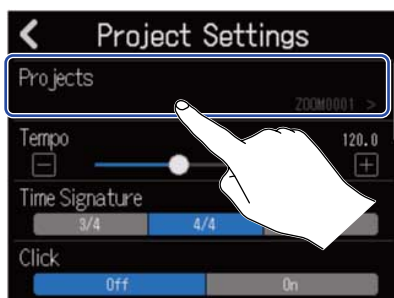 Project Settings
Projects
ZOOM0001 >
Tempo
120.0
Time Signature
3/4 4/4
Click
Off On